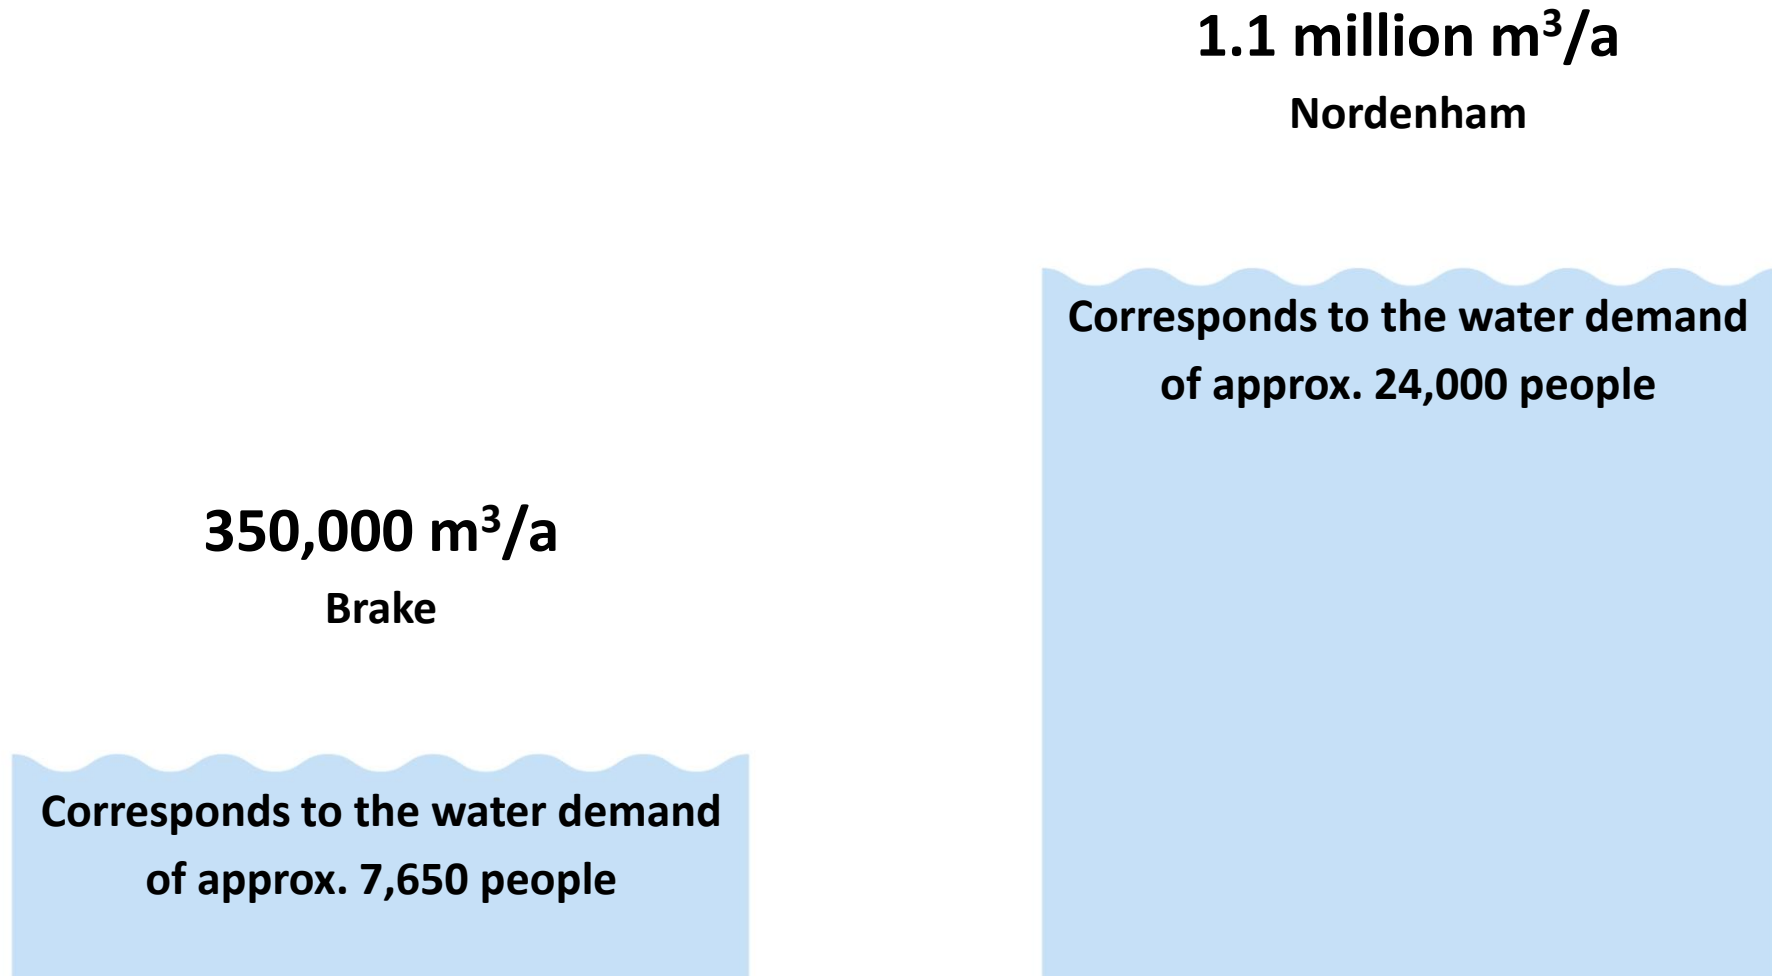 350,000 m³/a
Brake
Corresponds to the water demand
of approx. 7,650 people
1.1 million m³/a
Nordenham
Corresponds to the water demand
of approx. 24,000 people